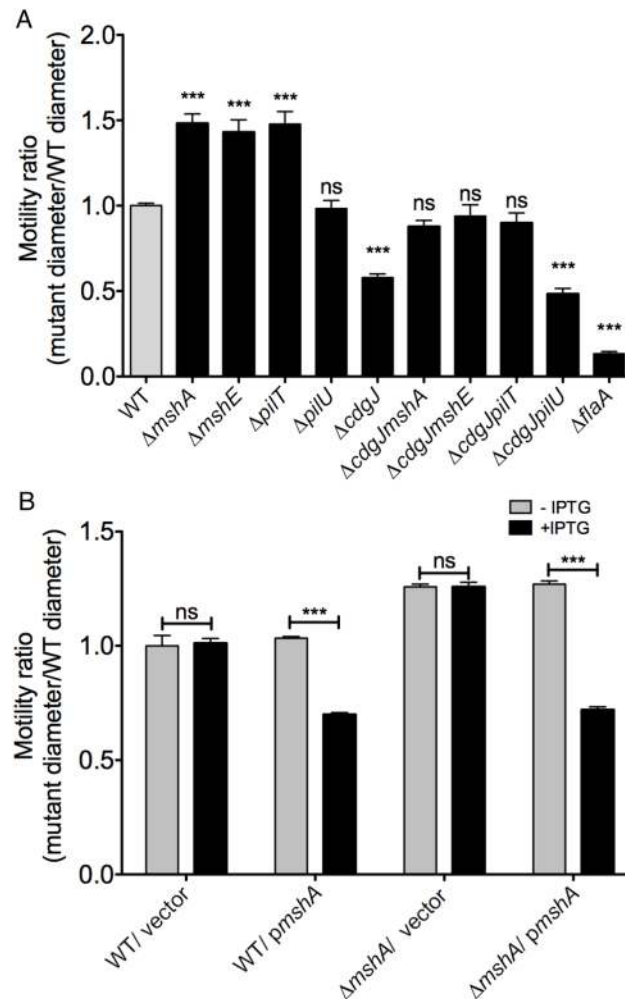 A
Motility ratio
(mutant diameter/WT diameter)
2.0
1.5
1.0
0.5
0.0
***
***
***
ns
***
ns
ns
ns
***
***
WT
ΔmshA
ΔmshE
ΔpilT
ΔpilU
ΔcdgJ
ΔcdgJmshA
ΔcdgJmshE
ΔcdgJpilT
ΔcdgJpilU
ΔflaA
B
Motility ratio
(mutant diameter/WT diameter)
1.5
1.0
0.5
0.0
- IPTG
+IPTG
ns
***
ns
***
WT/ vector
WT/ pmshA
ΔmshA/ vector
ΔmshA/ pmshA